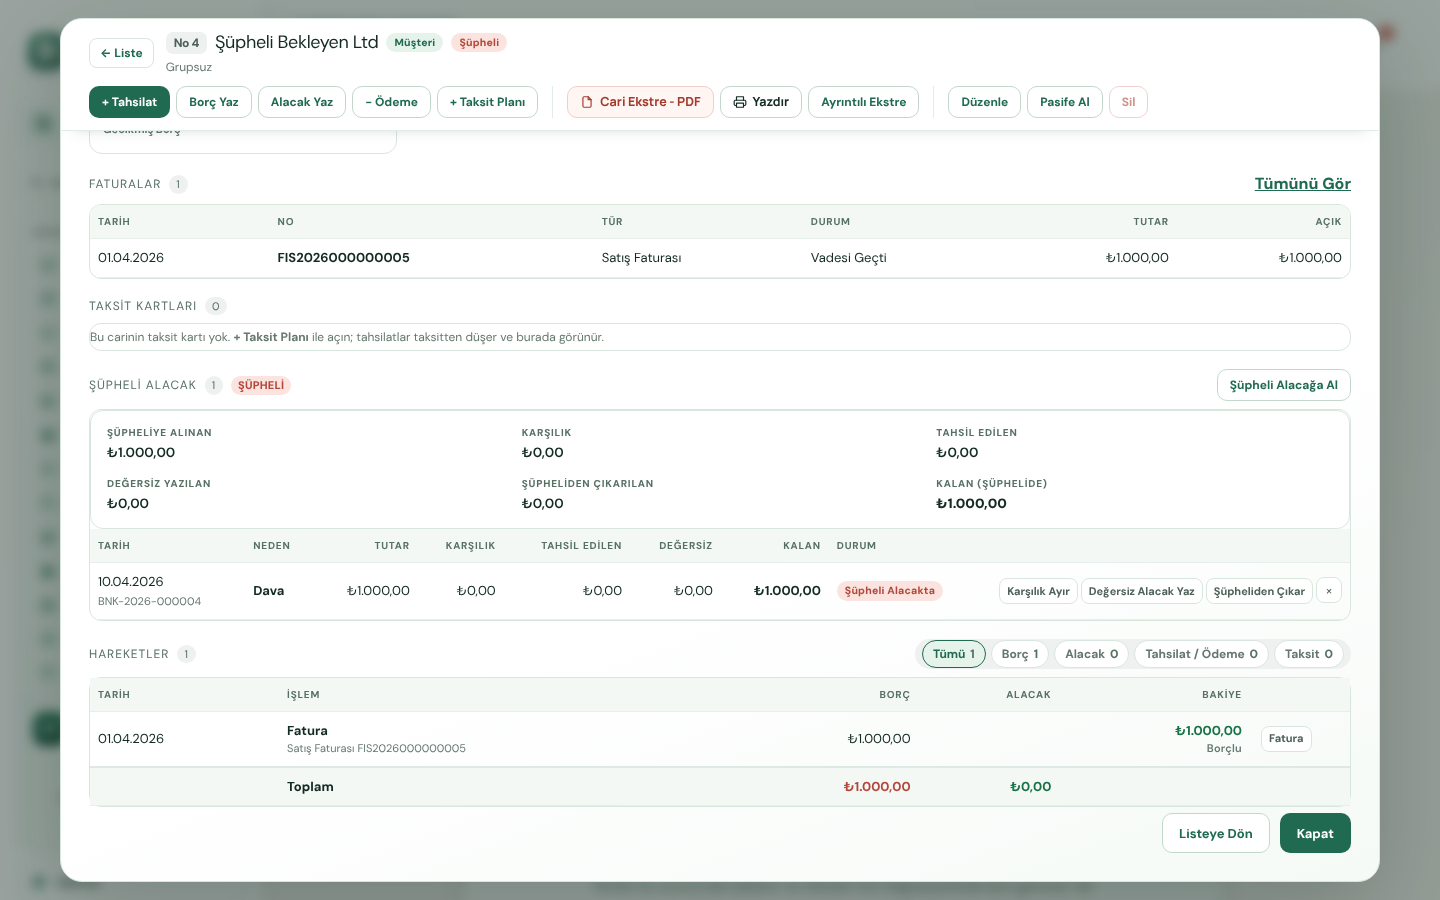 ← Liste
No 4 Şüpheli Bekleyen Ltd Müşteri Şüpheli
Grupsuz
+ Tahsilat Borç Yaz Alacak Yaz - Ödeme + Taksit Planı Cari Ekstre - PDF Yazdır Ayrıntılı Ekstre Düzenle Pasife Al Sil
Gecikmiş Borç
FATURALAR 1 Tümünü Gör
TARİH NO TÜR DURUM TUTAR AÇIK
01.04.2026 FIS2026000000005 Satış Faturası Vadesi Geçti ₺1.000,00 ₺1.000,00
TAKSİT KARTLARI 0
Bu carinin taksit kartı yok. + Taksit Planı ile açın; tahsilatlar taksitten düşer ve burada görünür.
ŞÜPHELİ ALACAK 1 ŞÜPHELİ Şüpheli Alacağa Al
ŞÜPHELİYE ALINAN KARŞILIK TAHSİL EDİLEN
₺1.000,00 ₺0,00 ₺0,00
DEĞERSİZ YAZILAN ŞÜPHELİDEN ÇIKARILAN KALAN (ŞÜPHELİDE)
₺0,00 ₺0,00 ₺1.000,00
TARİH NEDEN TUTAR KARŞILIK TAHSİL EDİLEN DEĞERSİZ KALAN DURUM
10.04.2026 Dava ₺1.000,00 ₺0,00 ₺0,00 ₺0,00 ₺1.000,00 Şüpheli Alacakta Karşılık Ayır Değersiz Alacak Yaz Şüpheliden Çıkar ×
BNK-2026-000004
HAREKETLER 1 Tümü 1 Borç 1 Alacak 0 Tahsilat / Ödeme 0 Taksit 0
TARİH İŞLEM BORÇ ALACAK BAKİYE
01.04.2026 Fatura ₺1.000,00 ₺1.000,00 Fatura
Satış Faturası FIS2026000000005 Borçlu
Toplam ₺1.000,00 ₺0,00
Listeye Dön Kapat